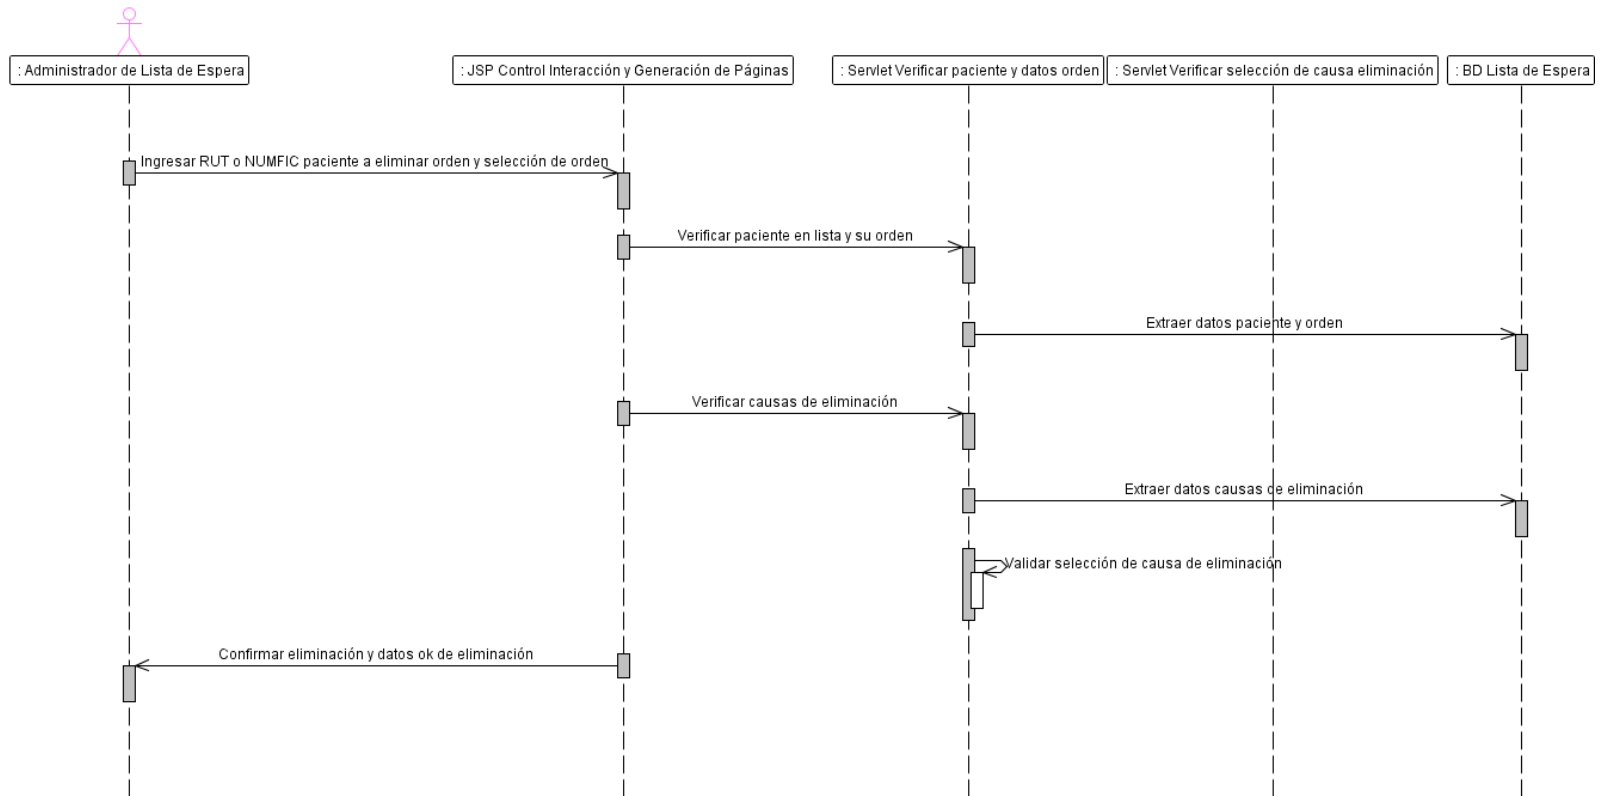 : Administrador de Lista de Espera
: JSP Control Interacción y Generación de Páginas
: Servlet Verificar paciente y datos orden
: Servlet Verificar selección de causa eliminación
: BD Lista de Espera
Ingresar RUT o NUMFIC paciente a eliminar orden y selección de orden
Verificar paciente en lista y su orden
Extraer datos paciente y orden
Verificar causas de eliminación
Extraer datos causas de eliminación
Validar selección de causa de eliminación
Confirmar eliminación y datos ok de eliminación